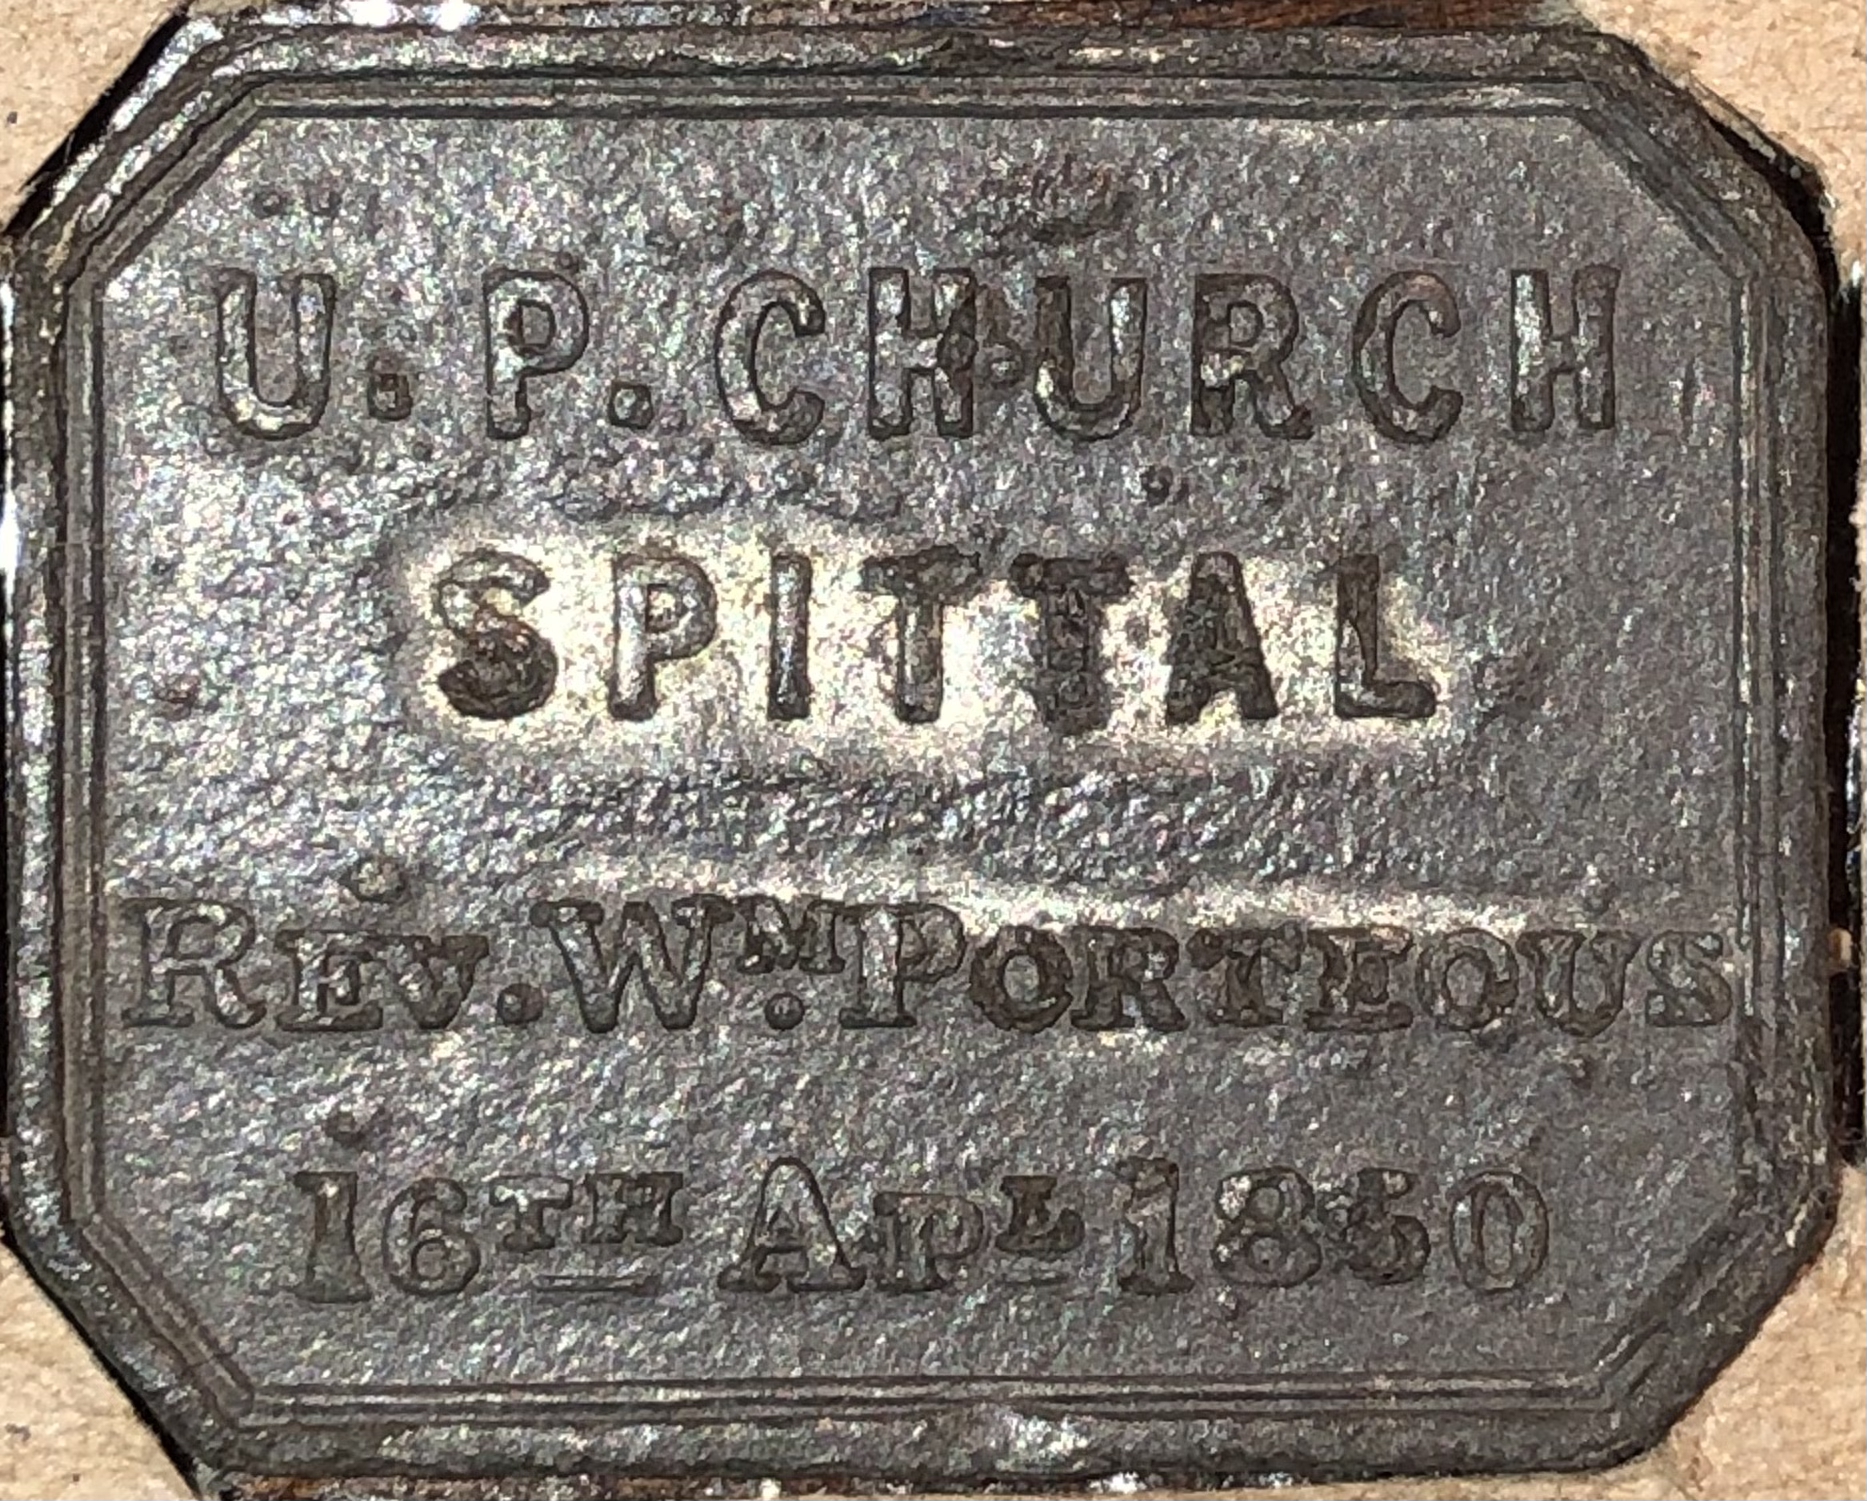 U.P.CHURCH
SPITTAL
REV. WM. PORTEOUS
16TH APL 1850